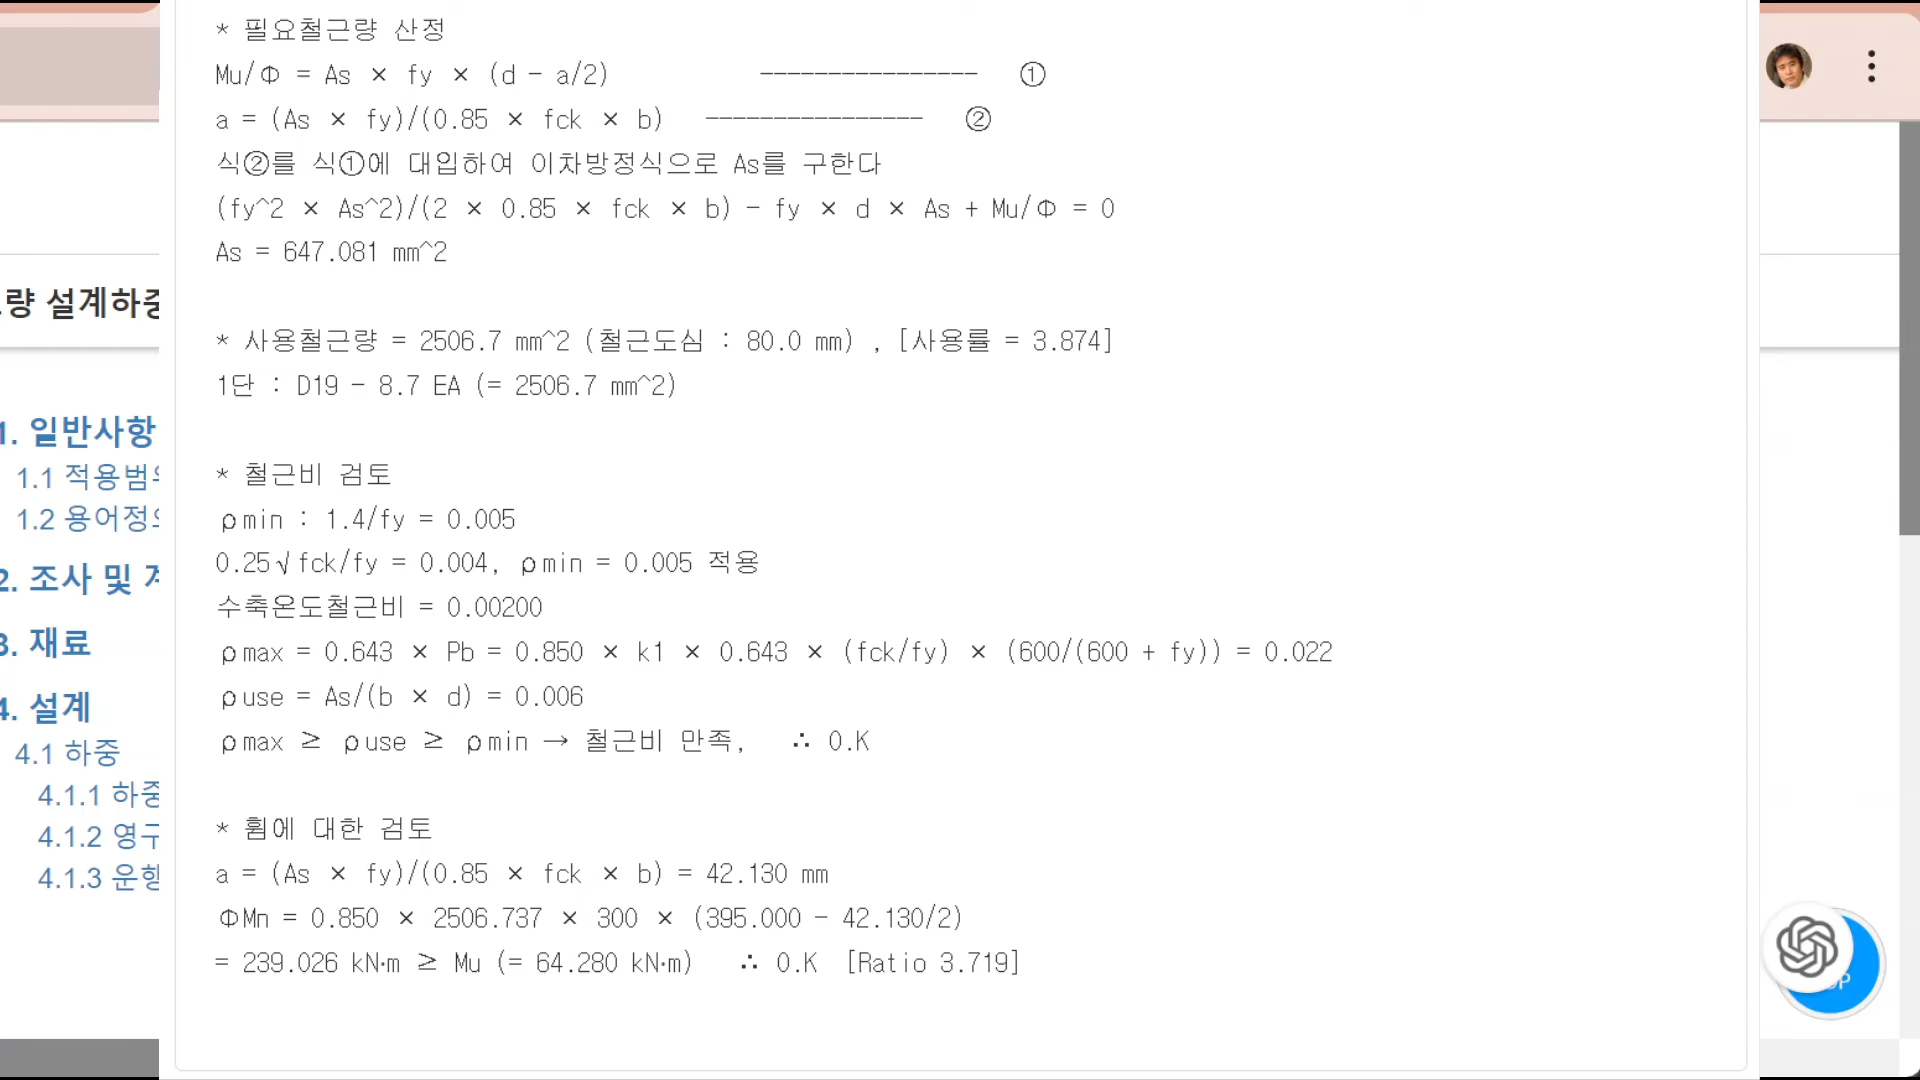 * 필요철근량 산정
Mu/Φ = As × fy × (d - a/2) ---------------- ①
a = (As × fy)/(0.85 × fck × b) ---------------- ②
식②를 식①에 대입하여 이차방정식으로 As를 구한다
(fy^2 × As^2)/(2 × 0.85 × fck × b) - fy × d × As + Mu/Φ = 0
As = 647.081 mm^2
* 사용철근량 = 2506.7 mm^2 (철근도심 : 80.0 mm) , [사용률 = 3.874]
1단 : D19 - 8.7 EA (= 2506.7 mm^2)
* 철근비 검토
ρmin : 1.4/fy = 0.005
0.25√fck/fy = 0.004, ρmin = 0.005 적용
수축온도철근비 = 0.00200
ρmax = 0.643 × Pb = 0.850 × k1 × 0.643 × (fck/fy) × (600/(600 + fy)) = 0.022
ρuse = As/(b × d) = 0.006
ρmax ≥ ρuse ≥ ρmin → 철근비 만족, ∴ O.K
* 휨에 대한 검토
a = (As × fy)/(0.85 × fck × b) = 42.130 mm
ΦMn = 0.850 × 2506.737 × 300 × (395.000 - 42.130/2)
= 239.026 kN·m ≥ Mu (= 64.280 kN·m) ∴ O.K [Ratio 3.719]
량 설계하중
1. 일반사항
1.1 적용범위
1.2 용어정의
2. 조사 및
3. 재료
4. 설계
4.1 하중
4.1.1 하중
4.1.2 영구
4.1.3 운행